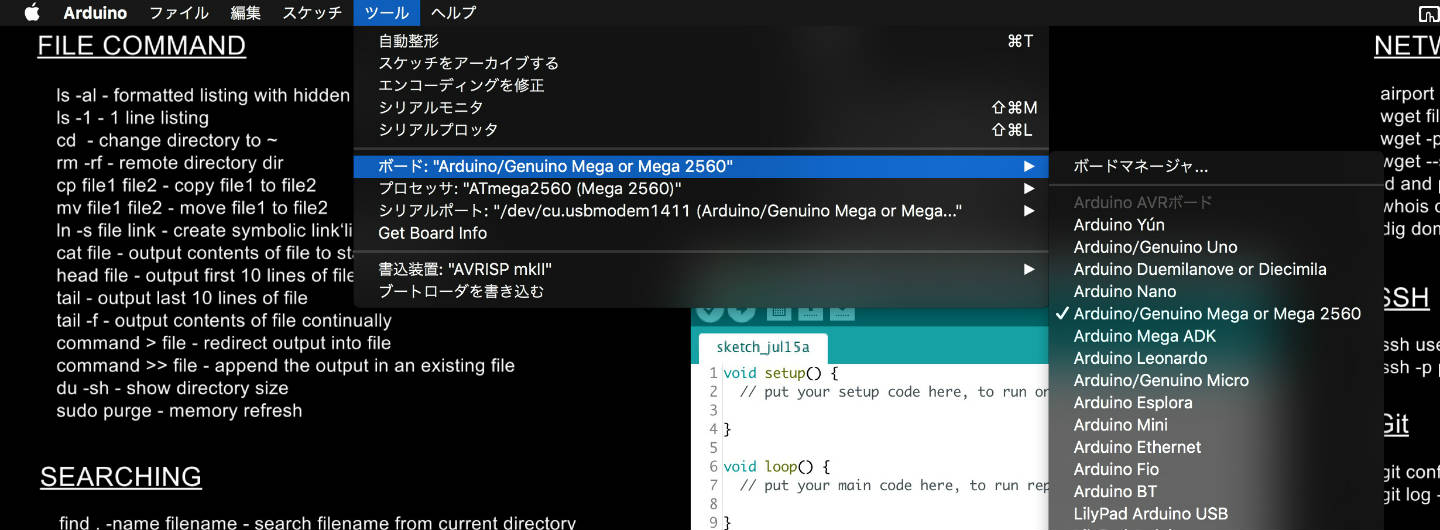 Arduino ファイル 編集 スケッチ ツール ヘルプ
FILE COMMAND
ls -al - formatted listing with hidden
ls -1 - 1 line listing
cd - change directory to ~
rm -rf - remote directory dir
cp file1 file2 - copy file1 to file2
mv file1 file2 - move file1 to file2
ln -s file link - create symbolic link'li
cat file - output contents of file to sta
head file - output first 10 lines of file
tail - output last 10 lines of file
tail -f - output contents of file continually
command > file - redirect output into file
command >> file - append the output in an existing file
du -sh - show directory size
sudo purge - memory refresh
SEARCHING
find . -name filename - search filename from current directory
自動整形 ⌘T
スケッチをアーカイブする
エンコーディングを修正
シリアルモニタ ⇧⌘M
シリアルプロッタ ⇧⌘L
ボード: "Arduino/Genuino Mega or Mega 2560" ▶
プロセッサ: "ATmega2560 (Mega 2560)" ▶
シリアルポート: "/dev/cu.usbmodem1411 (Arduino/Genuino Mega or Mega..." ▶
Get Board Info
書込装置: "AVRISP mkII" ▶
ブートローダを書き込む
sketch_jul15a
1 void setup() {
2 // put your setup code here, to run on
3
4 }
5
6 void loop() {
7 // put your main code here, to run rep
8
9 }
ボードマネージャ...
Arduino AVRボード
Arduino Yún
Arduino/Genuino Uno
Arduino Duemilanove or Diecimila
Arduino Nano
✓ Arduino/Genuino Mega or Mega 2560
Arduino Mega ADK
Arduino Leonardo
Arduino/Genuino Micro
Arduino Esplora
Arduino Mini
Arduino Ethernet
Arduino Fio
Arduino BT
LilyPad Arduino USB
NETW
airport
wget fil
wget -p
wget --s
d and p
whois d
dig don
SSH
ssh use
ssh -p p
Git
git conf
git log -